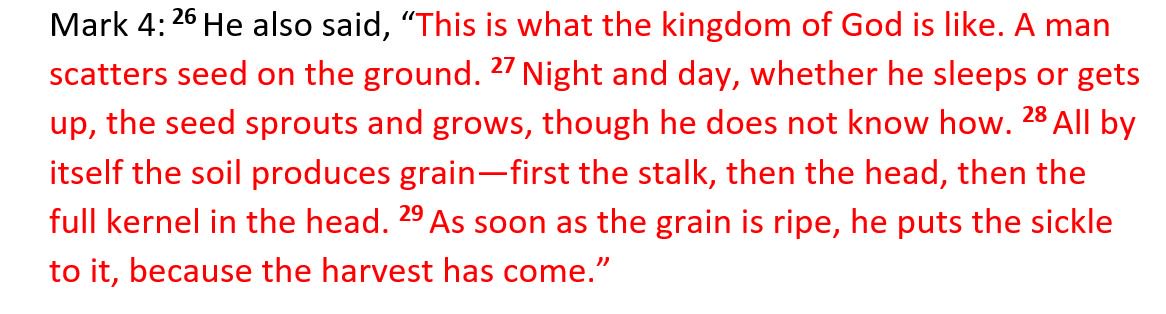 Mark 4: 26 He also said, “This is what the kingdom of God is like. A man
scatters seed on the ground. 27 Night and day, whether he sleeps or gets
up, the seed sprouts and grows, though he does not know how. 28 All by
itself the soil produces grain—first the stalk, then the head, then the
full kernel in the head. 29 As soon as the grain is ripe, he puts the sickle
to it, because the harvest has come.”